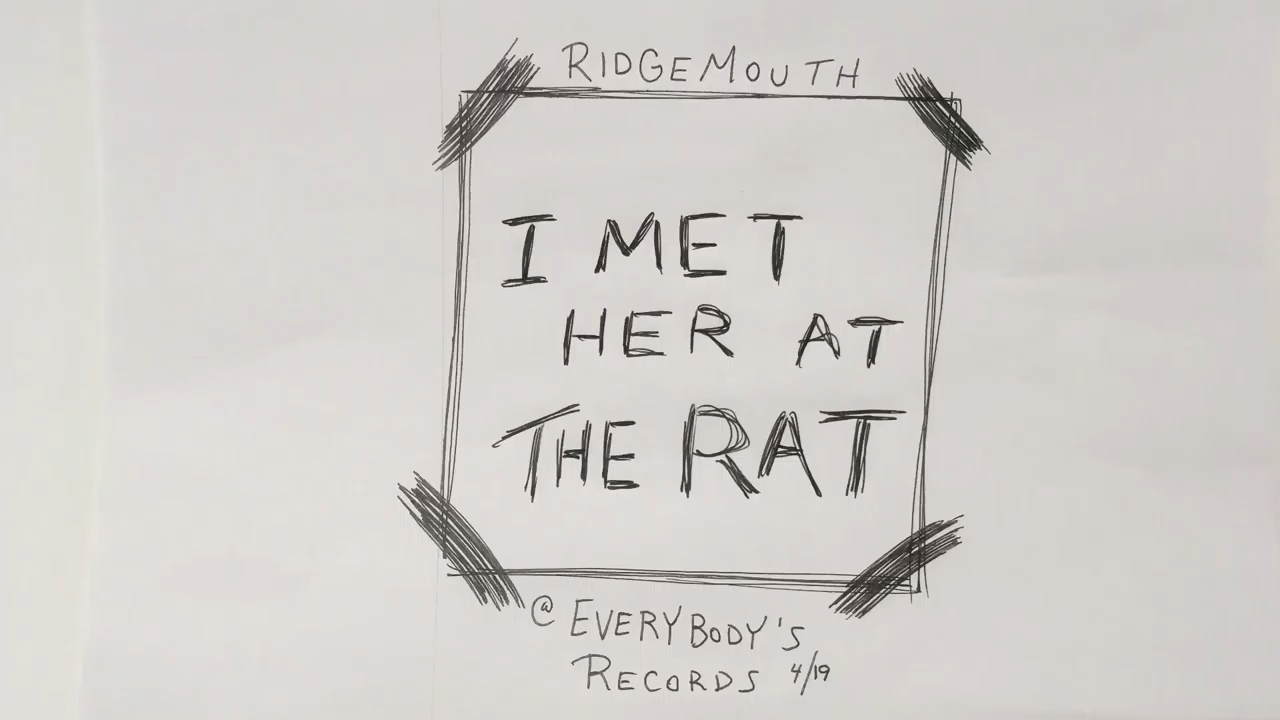 RIDGEMOUTH
I MET
HER AT
THE RAT
@ EVERYBODY'S
RECORDS 4/19